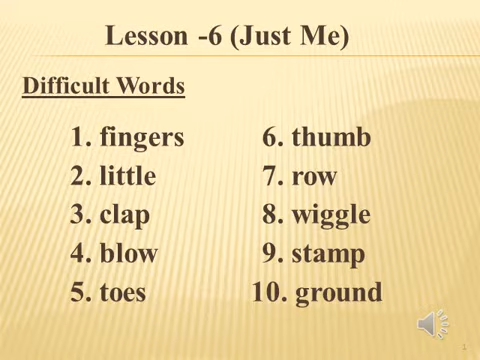 Lesson -6 (Just Me)
Difficult Words
1. fingers
2. little
3. clap
4. blow
5. toes
6. thumb
7. row
8. wiggle
9. stamp
10. ground
1